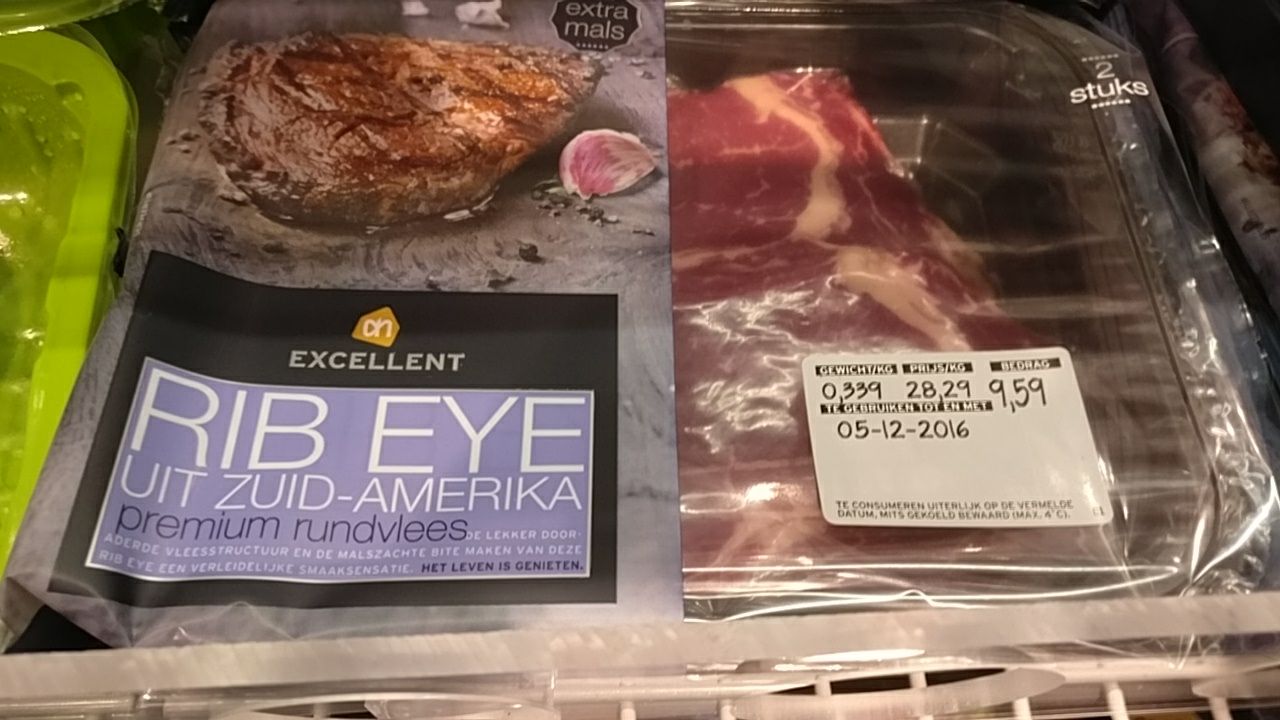 extra
mals
2
stuks
ah
EXCELLENT
RIB EYE
UIT ZUID-AMERIKA
premium rundvlees DE LEKKER DOOR-
ADERDE VLEESSTRUCTUUR EN DE MALSZACHTE BITE MAKEN VAN DEZE
RIB EYE EEN VERLEIDELIJKE SMAAKSENSATIE. HET LEVEN IS GENIETEN.
GEWICHT/KG PRIJS/KG BEDRAG
0,339 28,29 9,59
TE GEBRUIKEN TOT EN MET
05-12-2016
TE CONSUMEREN UITERLIJK OP DE VERMELDE
DATUM, MITS GEKOELD BEWAARD (MAX. 4°C).